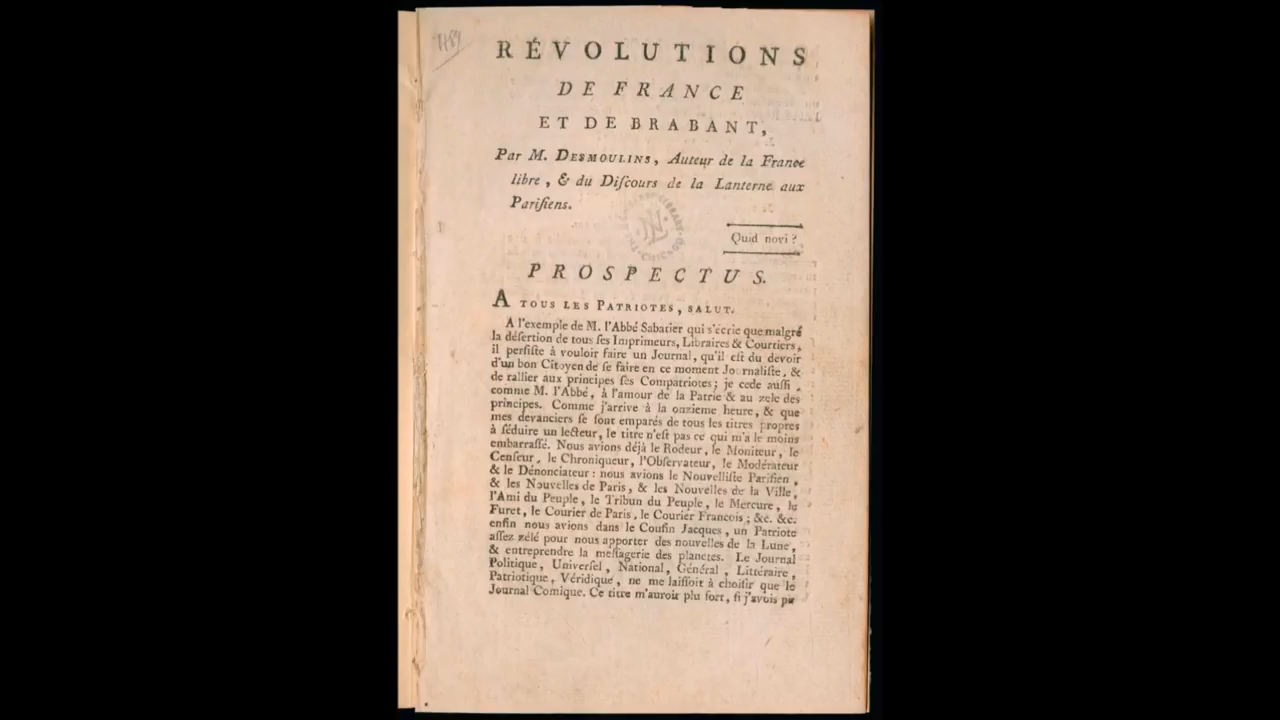 1789
RÉVOLUTIONS
DE FRANCE
ET DE BRABANT,
Par M. DESMOULINS, Auteur de la France
libre, & du Diſcours de la Lanterne aux
Pariſiens.
Quid novi?
PROSPECTUS.
A TOUS LES PATRIOTES, SALUT.
A l'exemple de M. l'Abbé Sabatier qui s'écrie que malgré
la déſertion de tous ſes Imprimeurs, Libraires & Courtiers,
il perſiſte à vouloir faire un Journal, qu'il eſt du devoir
d'un bon Citoyen de ſe faire en ce moment Journaliſte, &
de rallier aux principes ſes Compatriotes; je cede auſſi,
comme M. l'Abbé, à l'amour de la Patrie & au zele des
principes. Comme j'arrive à la onzieme heure, & que
mes devanciers ſe ſont emparés de tous les titres propres
à ſéduire un lecteur, le titre n'eſt pas ce qui m'a le moins
embarraſſé. Nous avions déjà le Rodeur, le Moniteur, le
Cenſeur, le Chroniqueur, l'Obſervateur, le Modérateur
& le Dénonciateur: nous avions le Nouvelliſte Pariſien,
& les Nouvelles de Paris, & les Nouvelles de la Ville,
l'Ami du Peuple, le Tribun du Peuple, le Mercure, le
Furet, le Courier de Paris, le Courier Francois; &c. &c.
enfin nous avions dans le Couſin Jacques, un Patriote
aſſez zélé pour nous apporter des nouvelles de la Lune,
& entreprendre la meſſagerie des planetes. Le Journal
Politique, Univerſel, National, Général, Littéraire,
Patriotique, Véridique, ne me laiſſoit à choiſir que le
Journal Comique. Ce titre m'auroit plu fort, ſi j'avois pu